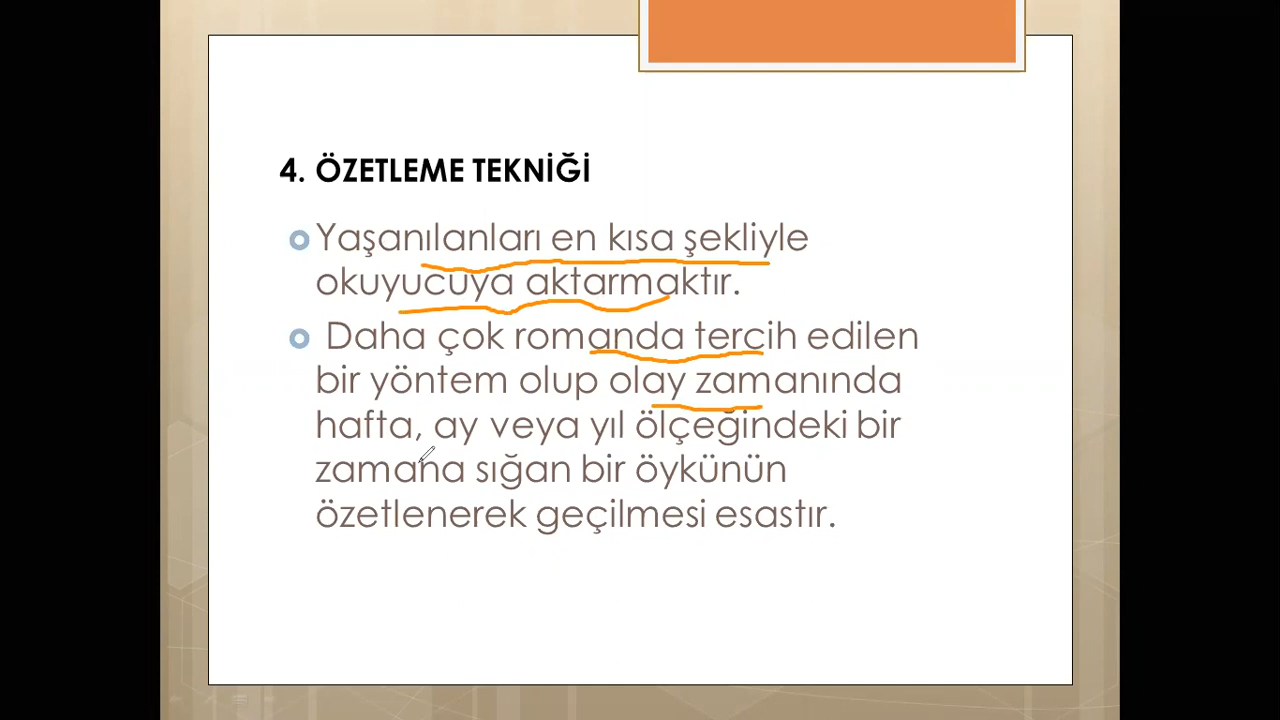 4. ÖZETLEME TEKNİĞİ
Yaşanılanları en kısa şekliyle
okuyucuya aktarmaktır.
Daha çok romanda tercih edilen
bir yöntem olup olay zamanında
hafta, ay veya yıl ölçeğindeki bir
zamana sığan bir öykünün
özetlenerek geçilmesi esastır.